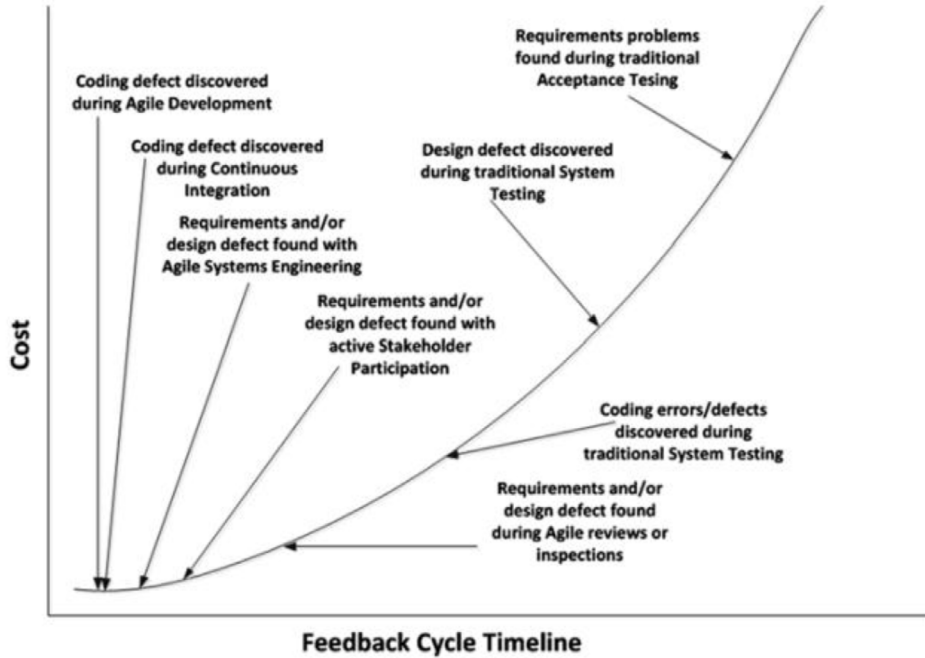 Requirements problems
found during traditional
Acceptance Tesing
Coding defect discovered
during Agile Development
Coding defect discovered
during Continuous
Integration
Design defect discovered
during traditional System
Testing
Requirements and/or
design defect found with
Agile Systems Engineering
Requirements and/or
design defect found with
active Stakeholder
Participation
Coding errors/defects
discovered during
traditional System Testing
Requirements and/or
design defect found
during Agile reviews or
inspections
Cost
Feedback Cycle Timeline